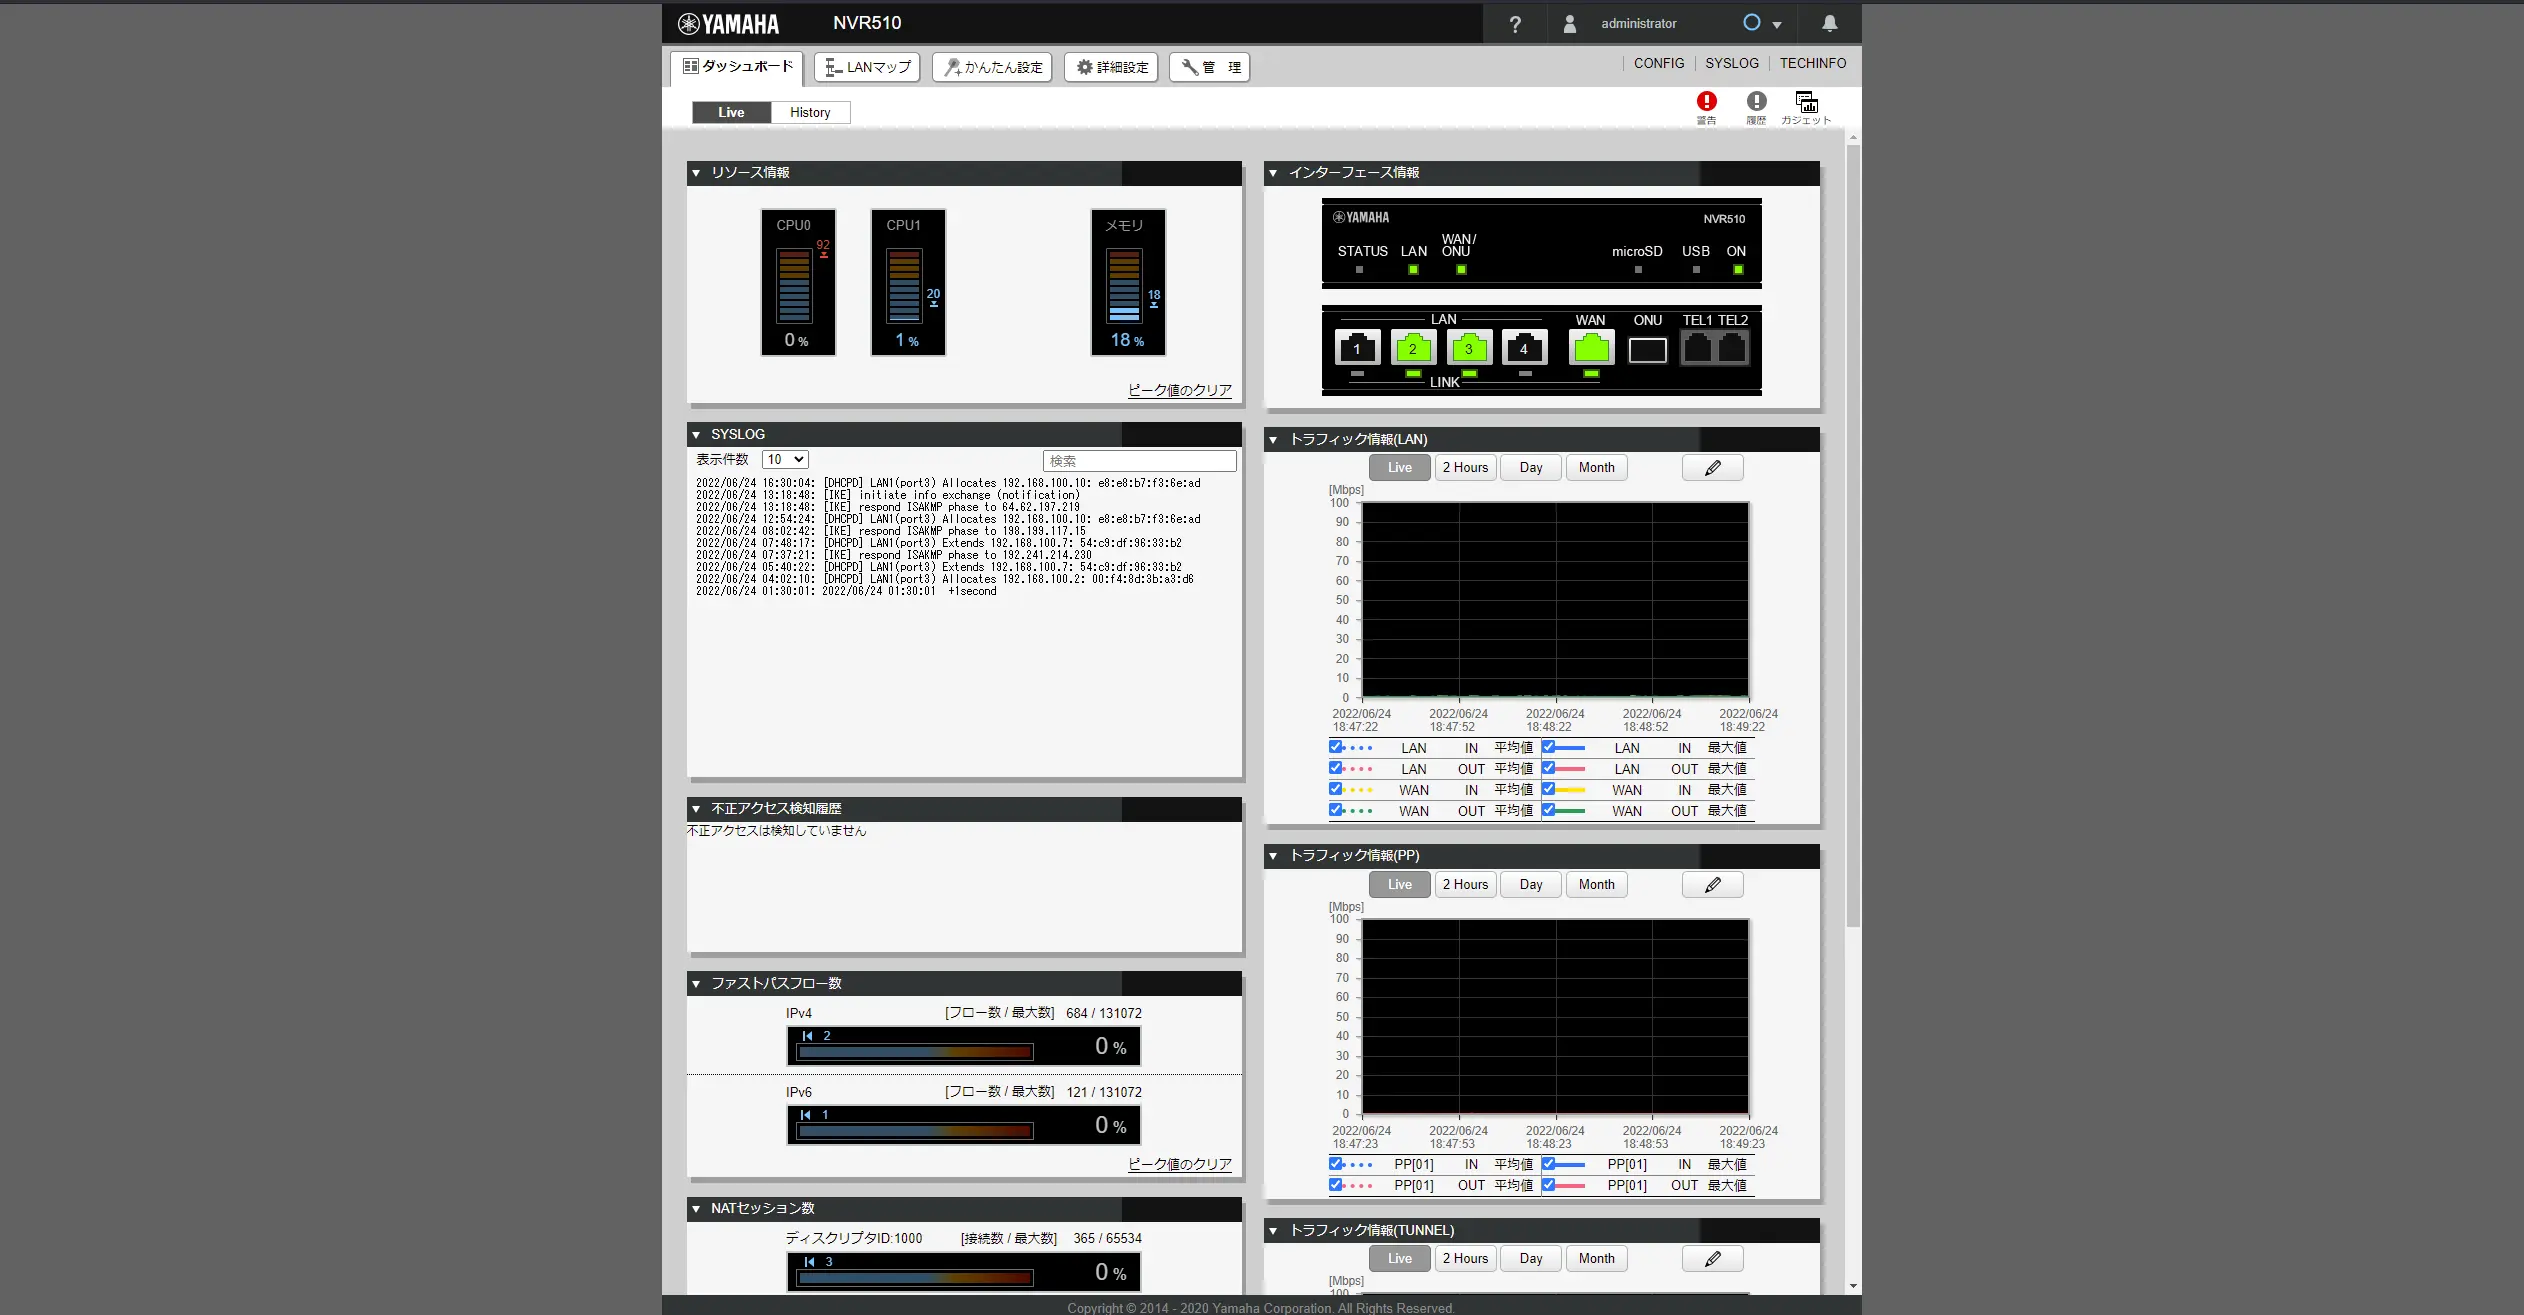 YAMAHA NVR510 ? administrator
ダッシュボード LANマップ かんたん設定 詳細設定 管 理 CONFIG SYSLOG TECHINFO
Live History 警告 履歴 ガジェット
リソース情報
CPU0 CPU1 メモリ
92
20
18
0 % 1 % 18 %
ピーク値のクリア
SYSLOG
表示件数 10 検索
2022/06/24 16:30:04: [DHCPD] LAN1(port3) Allocates 192.168.100.10: e8:e8:b7:f3:6e:ad
2022/06/24 13:18:48: [IKE] initiate info exchange (notification)
2022/06/24 13:18:48: [IKE] respond ISAKMP phase to 64.62.197.219
2022/06/24 12:54:24: [DHCPD] LAN1(port3) Allocates 192.168.100.10: e8:e8:b7:f3:6e:ad
2022/06/24 08:02:42: [IKE] respond ISAKMP phase to 198.199.117.15
2022/06/24 07:48:17: [DHCPD] LAN1(port3) Extends 192.168.100.7: 54:c9:df:96:33:b2
2022/06/24 07:37:21: [IKE] respond ISAKMP phase to 192.241.214.230
2022/06/24 05:40:22: [DHCPD] LAN1(port3) Extends 192.168.100.7: 54:c9:df:96:33:b2
2022/06/24 04:02:10: [DHCPD] LAN1(port3) Allocates 192.168.100.2: 00:f4:8d:3b:a3:d6
2022/06/24 01:30:01: 2022/06/24 01:30:01 +1second
不正アクセス検知履歴
不正アクセスは検知していません
ファストパスフロー数
IPv4 [フロー数 / 最大数] 684 / 131072
2 0 %
IPv6 [フロー数 / 最大数] 121 / 131072
1 0 %
ピーク値のクリア
NATセッション数
ディスクリプタID:1000 [接続数 / 最大数] 365 / 65534
3 0 %
インターフェース情報
YAMAHA NVR510
STATUS LAN WAN/ONU microSD USB ON
LAN WAN ONU TEL1 TEL2
1 2 3 4
LINK
トラフィック情報(LAN)
Live 2 Hours Day Month
[Mbps]
100
90
80
70
60
50
40
30
20
10
0
2022/06/24 2022/06/24 2022/06/24 2022/06/24 2022/06/24
18:47:22 18:47:52 18:48:22 18:48:52 18:49:22
LAN IN 平均値 LAN IN 最大値
LAN OUT 平均値 LAN OUT 最大値
WAN IN 平均値 WAN IN 最大値
WAN OUT 平均値 WAN OUT 最大値
トラフィック情報(PP)
Live 2 Hours Day Month
[Mbps]
100
90
80
70
60
50
40
30
20
10
0
2022/06/24 2022/06/24 2022/06/24 2022/06/24 2022/06/24
18:47:23 18:47:53 18:48:23 18:48:53 18:49:23
PP[01] IN 平均値 PP[01] IN 最大値
PP[01] OUT 平均値 PP[01] OUT 最大値
トラフィック情報(TUNNEL)
Live 2 Hours Day Month
[Mbps]
100
Copyright © 2014 - 2020 Yamaha Corporation. All Rights Reserved.